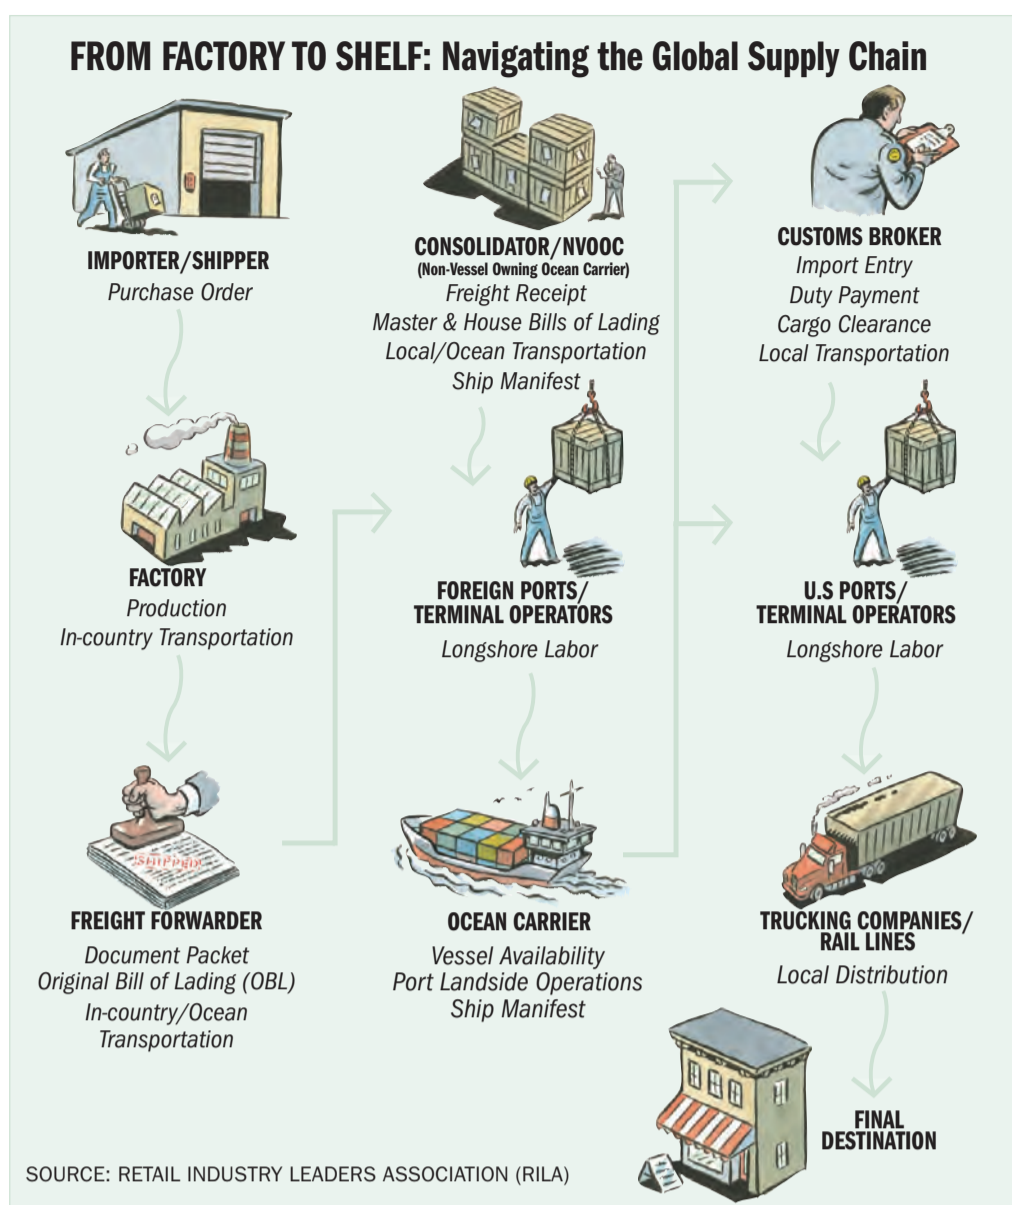 FROM FACTORY TO SHELF: Navigating the Global Supply Chain
IMPORTER/SHIPPER
Purchase Order
FACTORY
Production
In-country Transportation
SHIPPED!
FREIGHT FORWARDER
Document Packet
Original Bill of Lading (OBL)
In-country/Ocean
Transportation
CONSOLIDATOR/NVOOC
(Non-Vessel Owning Ocean Carrier)
Freight Receipt
Master & House Bills of Lading
Local/Ocean Transportation
Ship Manifest
FOREIGN PORTS/
TERMINAL OPERATORS
Longshore Labor
OCEAN CARRIER
Vessel Availability
Port Landside Operations
Ship Manifest
CUSTOMS BROKER
Import Entry
Duty Payment
Cargo Clearance
Local Transportation
U.S PORTS/
TERMINAL OPERATORS
Longshore Labor
TRUCKING COMPANIES/
RAIL LINES
Local Distribution
FINAL
DESTINATION
SOURCE: RETAIL INDUSTRY LEADERS ASSOCIATION (RILA)